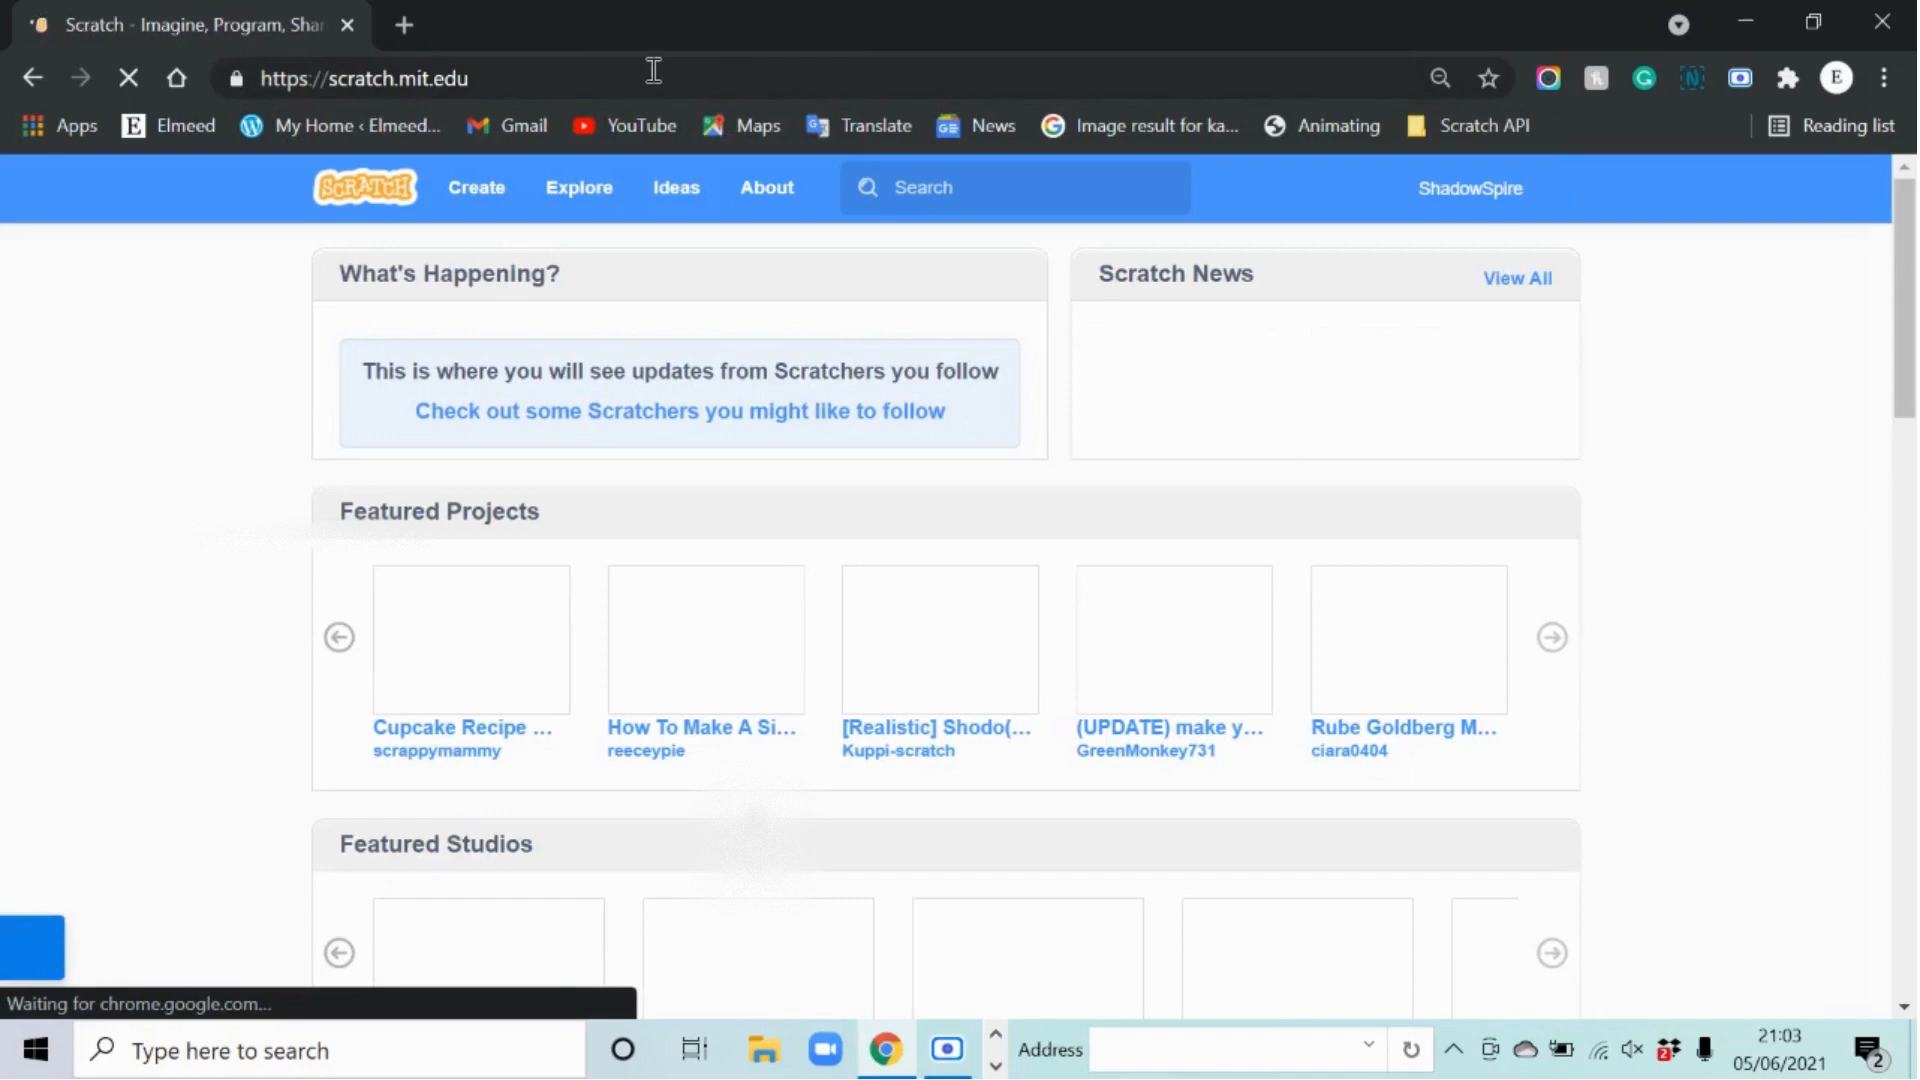 Scratch - Imagine, Program, Shar
https://scratch.mit.edu
E
Apps
E Elmeed
My Home ‹ Elmeed...
Gmail
YouTube
Maps
Translate
News
Image result for ka...
Animating
Scratch API
Reading list
SCRATCH
Create
Explore
Ideas
About
Search
ShadowSpire
What's Happening?
Scratch News
View All
This is where you will see updates from Scratchers you follow
Check out some Scratchers you might like to follow
Featured Projects
Cupcake Recipe ...
How To Make A Si...
[Realistic] Shodo(...
(UPDATE) make y...
Rube Goldberg M...
scrappymammy
reeceypie
Kuppi-scratch
GreenMonkey731
ciara0404
Featured Studios
Waiting for chrome.google.com...
Type here to search
Address
2
21:03
05/06/2021
2